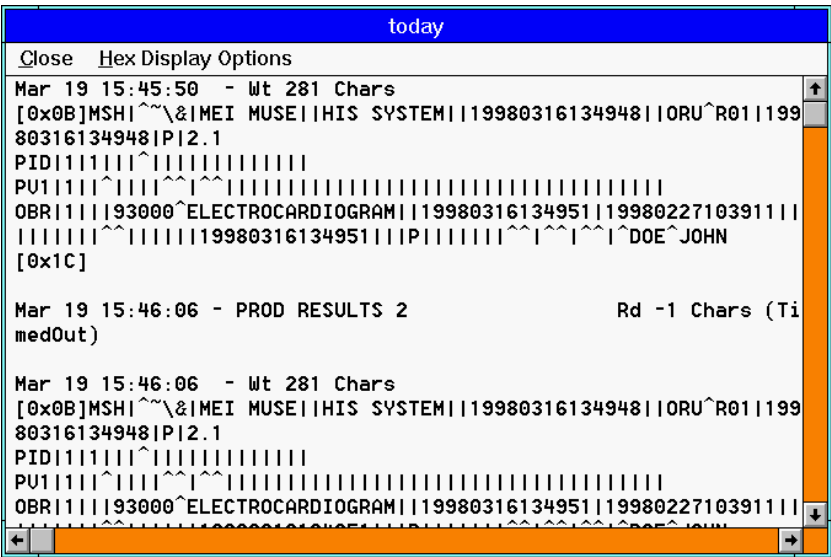 today
Close Hex Display Options
Mar 19 15:45:50 - Wt 281 Chars
[0x0B]MSH|^~\&|MEI MUSE||HIS SYSTEM||19980316134948||ORU^R01|199
80316134948|P|2.1
PID|1|1|||^|||||||||||||
PV1|1||^||||^^|^^|||||||||||||||||||||||||||||||||||
OBR|1||||93000^ELECTROCARDIOGRAM||19980316134951|19980227103911||
|||||||^^||||||19980316134951|||P|||||||^^|^^|^^|^DOE^JOHN
[0x1C]
Mar 19 15:46:06 - PROD RESULTS 2 Rd -1 Chars (Ti
medOut)
Mar 19 15:46:06 - Wt 281 Chars
[0x0B]MSH|^~\&|MEI MUSE||HIS SYSTEM||19980316134948||ORU^R01|199
80316134948|P|2.1
PID|1|1|||^|||||||||||||
PV1|1||^||||^^|^^|||||||||||||||||||||||||||||||||||
OBR|1||||93000^ELECTROCARDIOGRAM||19980316134951|19980227103911||